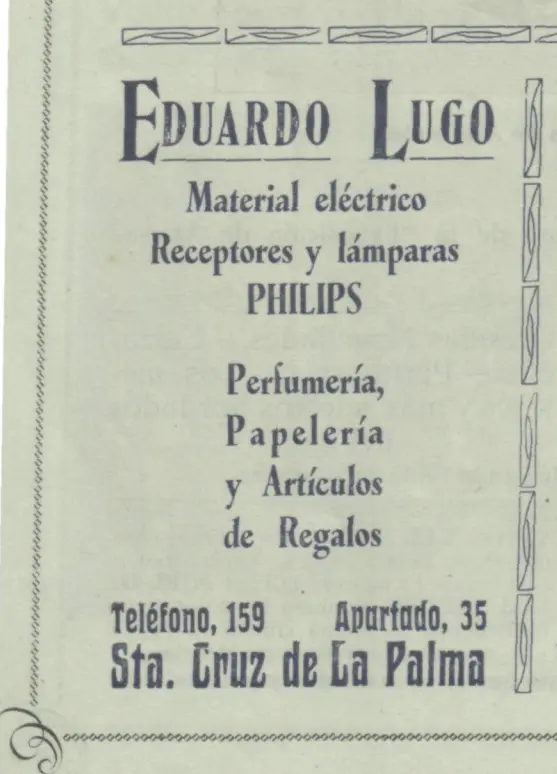 EDUARDO LUGO
Material eléctrico
Receptores y lámparas
PHILIPS
Perfumería,
Papelería
y Artículos
de Regalos
Teléfono, 159 Apartado, 35
Sta. Cruz de La Palma